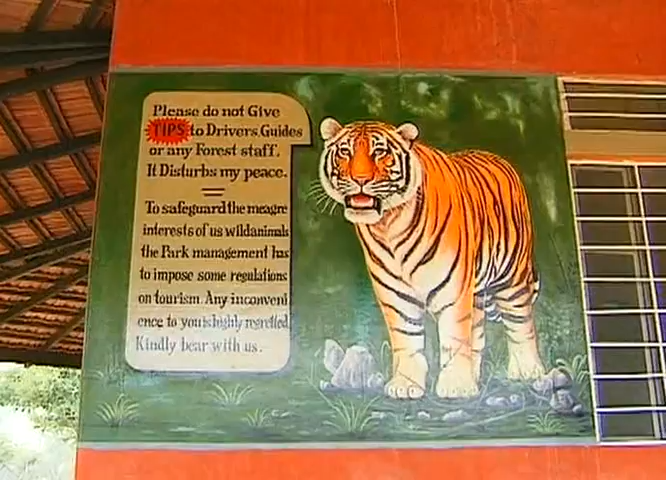 Please do not Give
TIPS to Drivers, Guides
or any Forest staff.
It Disturbs my peace.
To safeguard the meagre
interests of us wild animals
the Park management has
to impose some regulations
on tourism. Any inconveni
ence to you is highly regretted.
Kindly bear with us.